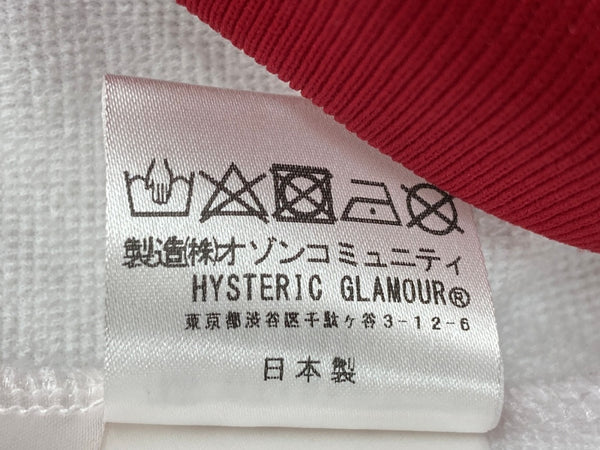 製造(株)オゾンコミュニティ
HYSTERIC GLAMOUR®
東京都渋谷区千駄ヶ谷3-12-6
日本製